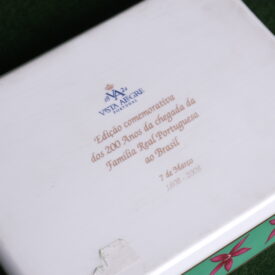 VA
VISTA ALEGRE
PORTUGAL
Edição comemorativa
dos 200 Anos da chegada da
Família Real Portuguesa
ao Brasil
7 de Março
1808 - 2008